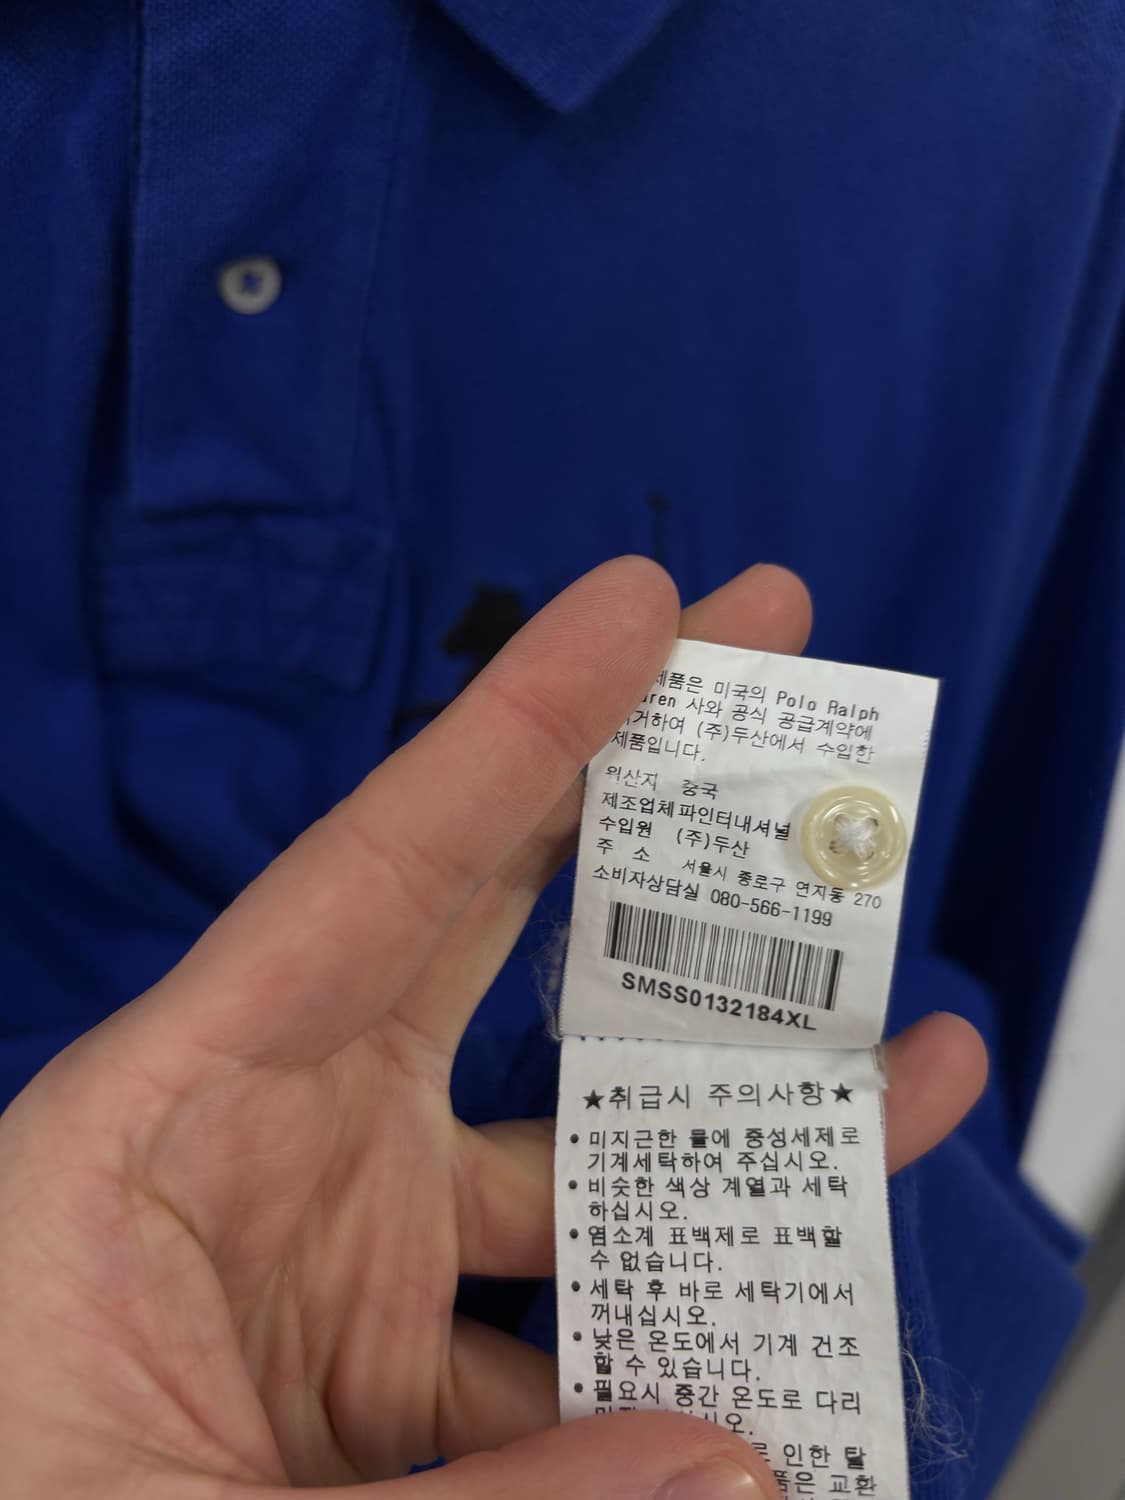 제품은 미국의 Polo Ralph
사와 공식 공급계약에
(주)두산에서 수입한
제품입니다.
원산지 중국
제조업체 파인터내셔널
수입원 (주)두산
주 소 서울시 종로구 연지동 270
소비자상담실 080-566-1199
SMSS0132184XL
★취급시 주의사항★
• 미지근한 물에 중성세제로
기계세탁하여 주십시오.
• 비슷한 색상 계열과 세탁
하십시오.
• 염소계 표백제로 표백할
수 없습니다.
• 세탁 후 바로 세탁기에서
꺼내십시오.
• 낮은 온도에서 기계 건조
할 수 있습니다.
• 필요시 중간 온도로 다리
인한 탈
교환